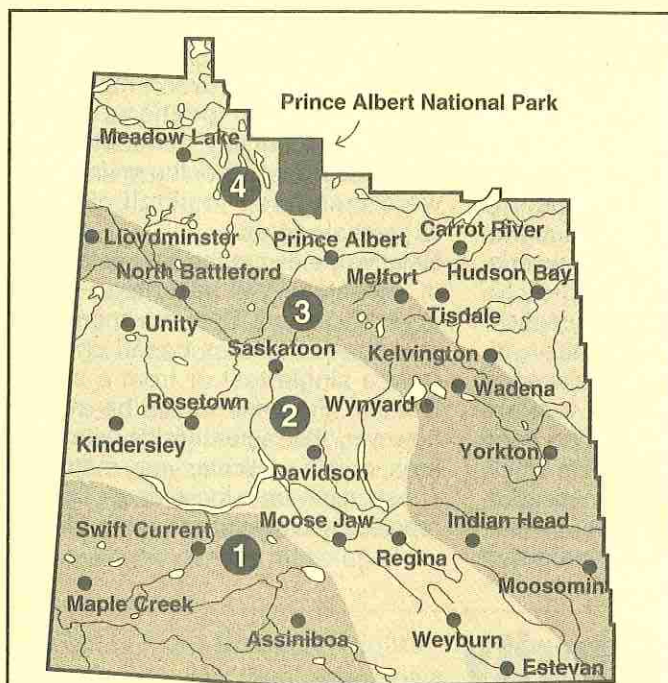 Prince Albert National Park
Meadow Lake
4
Lloydminster
Prince Albert
Carrot River
North Battleford
Melfort
Hudson Bay
3
Tisdale
Unity
Saskatoon
Kelvington
Wadena
Rosetown
2
Wynyard
Kindersley
Davidson
Yorkton
Swift Current
1
Moose Jaw
Indian Head
Regina
Moosomin
Maple Creek
Assiniboa
Weyburn
Estevan